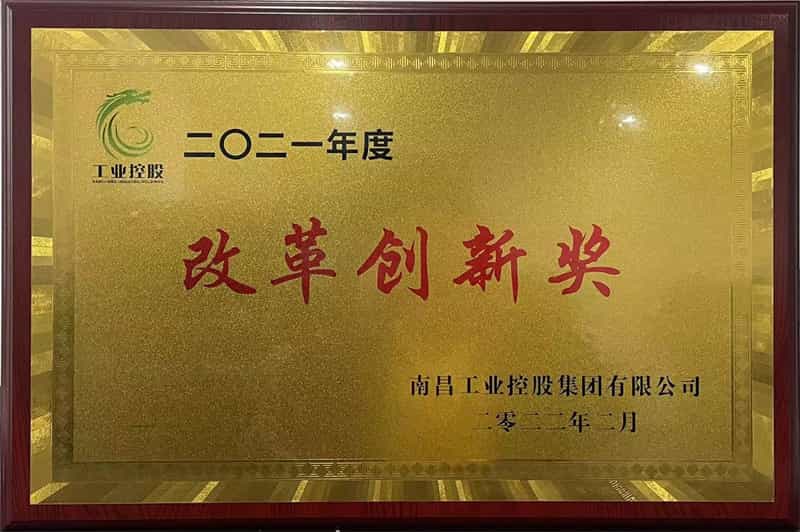 工业控股
二〇二一年度
改革创新奖
南昌工业控股集团有限公司
二零二二年二月